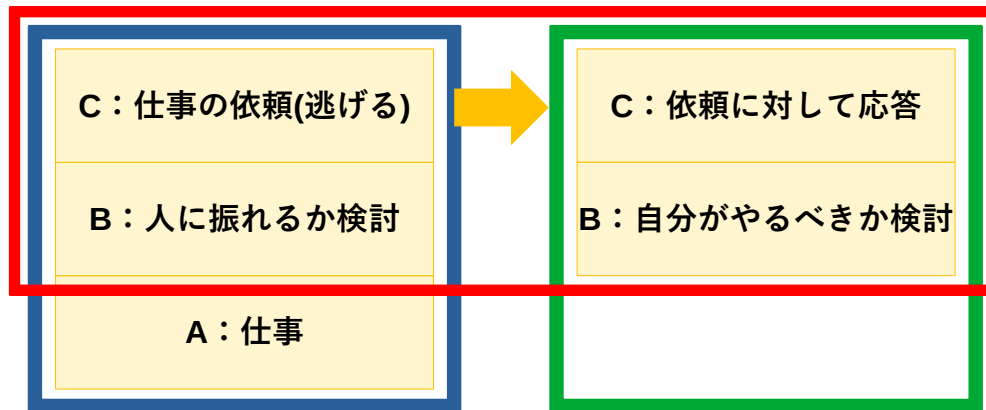 C：仕事の依頼(逃げる)
B：人に振れるか検討
A：仕事
C：依頼に対して応答
B：自分がやるべきか検討